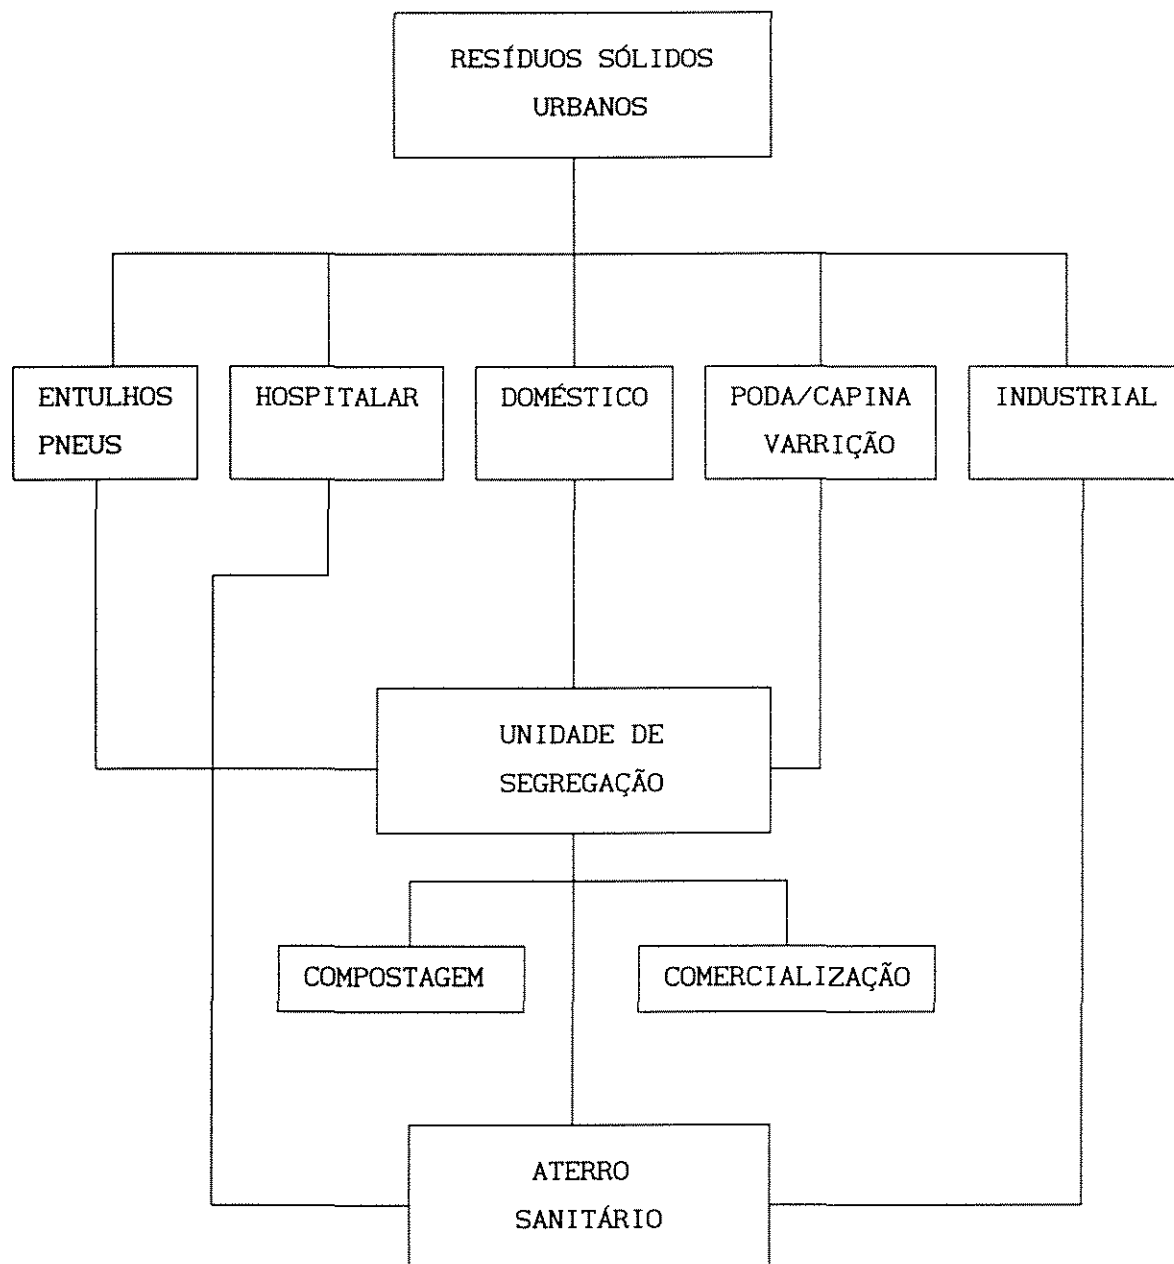 RESÍDUOS SÓLIDOS
URBANOS
ENTULHOS
PNEUS
HOSPITALAR
DOMÉSTICO
PODA/CAPINA
VARRIÇÃO
INDUSTRIAL
UNIDADE DE
SEGREGAÇÃO
COMPOSTAGEM
COMERCIALIZAÇÃO
ATERRO
SANITÁRIO